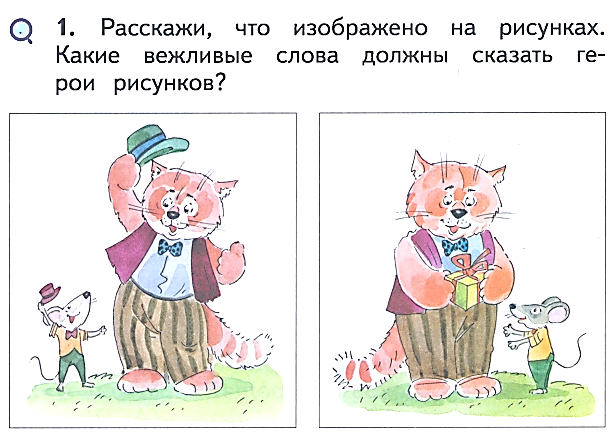 1. Расскажи, что изображено на рисунках.
Какие вежливые слова должны сказать ге-
рои рисунков?